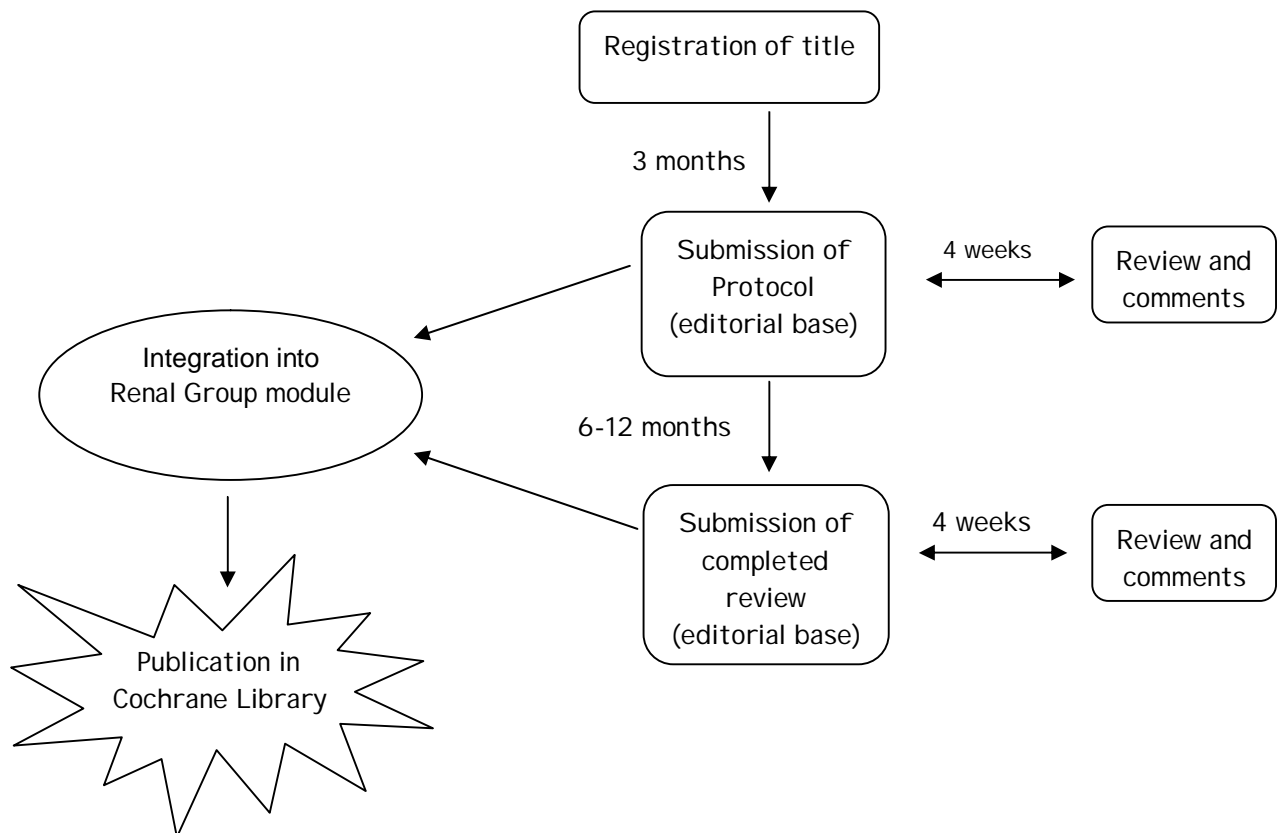 Registration of title
3 months
Submission of
Protocol
(editorial base)
4 weeks
Review and
comments
Integration into
Renal Group module
6-12 months
Submission of
completed
review
(editorial base)
4 weeks
Review and
comments
Publication in
Cochrane Library